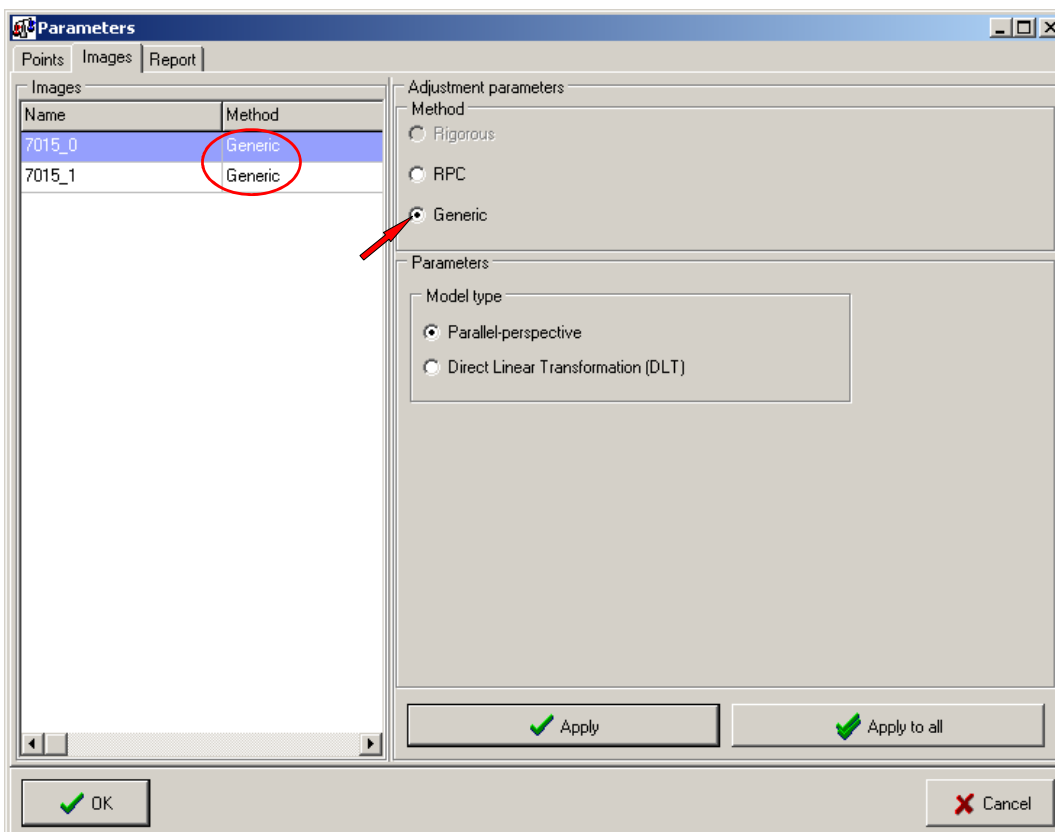 Parameters
Points Images Report
Images
Name Method
7015_0 Generic
7015_1 Generic
Adjustment parameters
Method
Rigorous
RPC
Generic
Parameters
Model type
Parallel-perspective
Direct Linear Transformation (DLT)
Apply Apply to all
OK Cancel